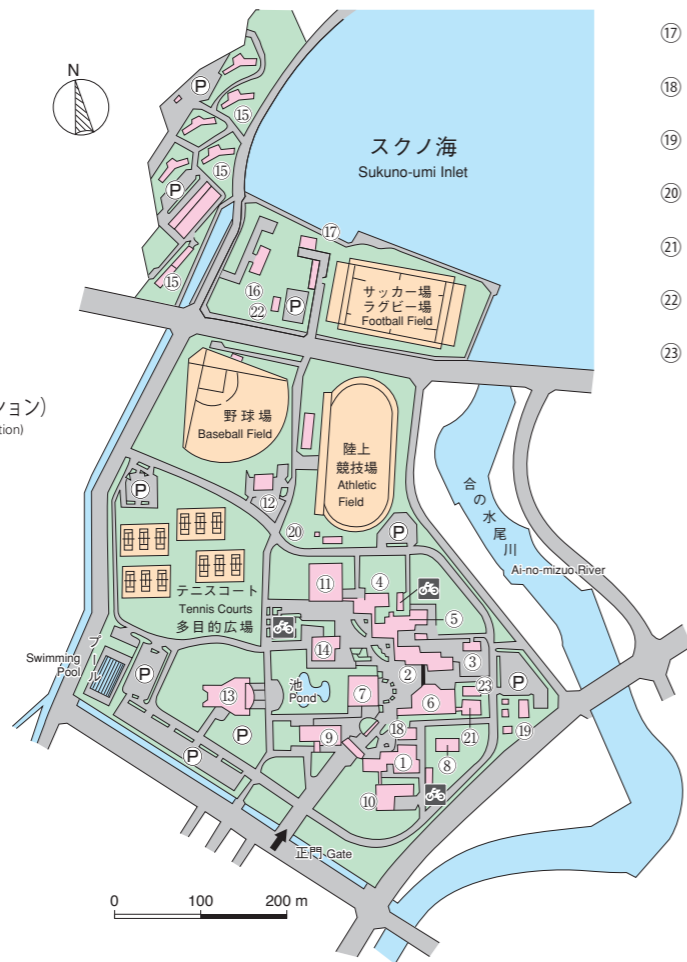 N
スクノ海
Sukuno-umi Inlet
⑰
⑱
⑲
⑳
㉑
㉒
㉓
P
⑮
⑮
P
⑮
⑰
⑯
㉒
P
サッカー場
ラグビー場
Football Field
ション)
tion)
野球場
Baseball Field
陸上
競技場
Athletic
Field
合の水尾川
Ai-no-mizuo River
P
⑫
⑳
P
テニスコート
Tennis Courts
多目的広場
⑪
④
⑤
⑭
③
②
プール
Swimming
Pool
P
⑬
池
Pond
⑦
⑥
㉓
P
㉑
⑲
P
P
⑨
⑱
①
⑧
⑩
正門 Gate
0 100 200 m